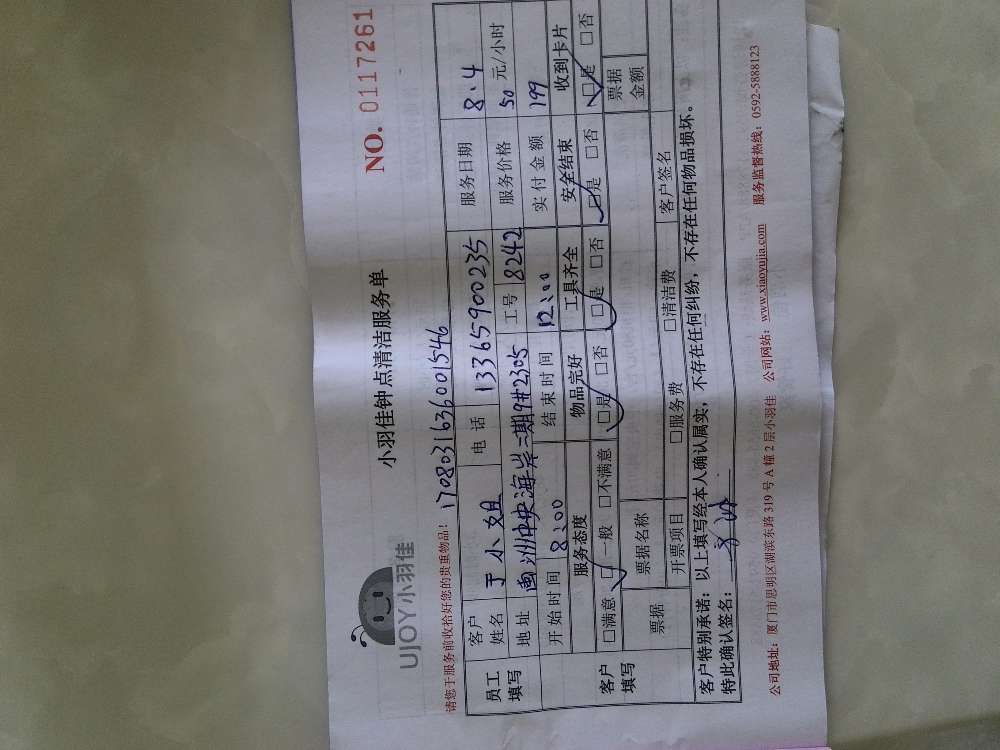 UJOY小羽佳
小羽佳钟点清洁服务单
NO. 0117261
请您于服务前收拾好您的贵重物品！
1708031636001546
员工填写 客户姓名 于小姐 电话 13365900235 服务日期 8.4
地址 中央海岸二期9#2305 工号 8242 服务价格 50 元/小时
开始时间 8:00 结束时间 12:00 实付金额 199
客户填写 服务态度 物品完好 工具齐全 安全结束 收到卡片
□满意 □一般 □不满意 □是 □否 □是 □否 □是 □否 □是 □否
票据 票据名称 票据金额
开票项目 □服务费 □清洁费 客户签名
客户特别承诺：以上填写经本人确认属实，不存在任何纠纷，不存在任何物品损坏。
特此确认签名：
公司地址：厦门市思明区湖滨东路 319 号 A 幢 2 层小羽佳 公司网站：www.xiaoyujia.com 服务监督热线：0592-5888123